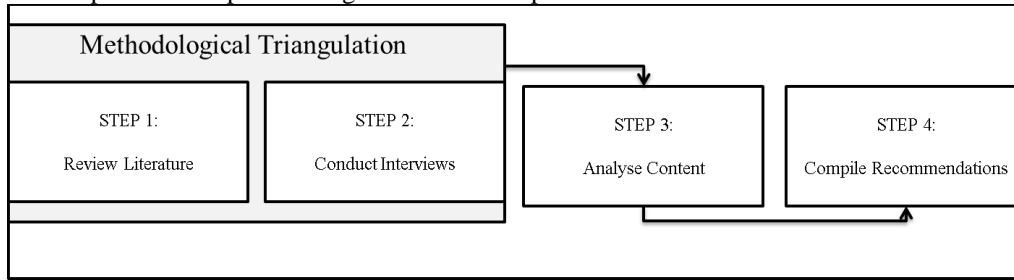 Methodological Triangulation
STEP 1:
Review Literature
STEP 2:
Conduct Interviews
STEP 3:
Analyse Content
STEP 4:
Compile Recommendations